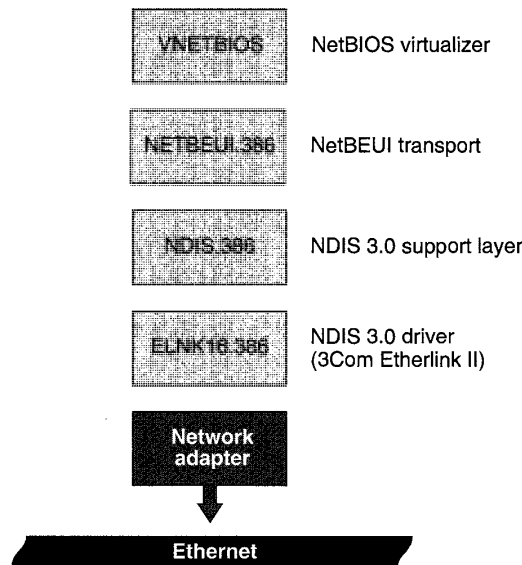 VNETBIOS
NetBIOS virtualizer
NETBEUI.386
NetBEUI transport
NDIS.386
NDIS 3.0 support layer
ELNK16.386
NDIS 3.0 driver
(3Com Etherlink II)
Network
adapter
Ethernet